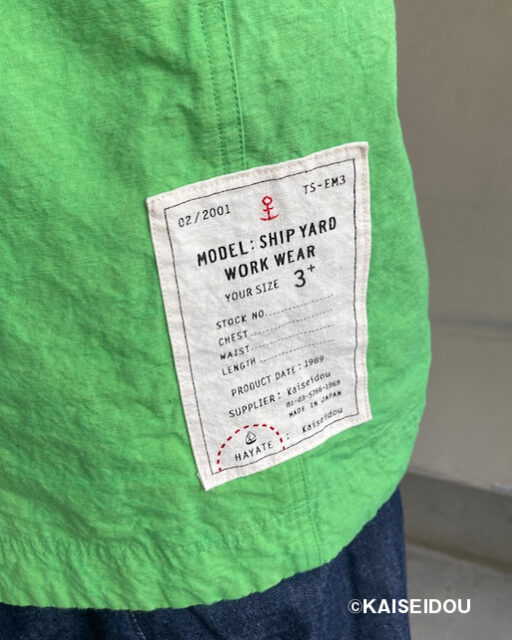 02/2001
TS-EM3
MODEL: SHIP YARD
WORK WEAR
YOUR SIZE 3+
STOCK NO
CHEST
WAIST
LENGTH
PRODUCT DATE: 1989
SUPPLIER: Kaiseidou
MADE IN JAPAN
HAYATE : Kaiseidou
©KAISEIDOU